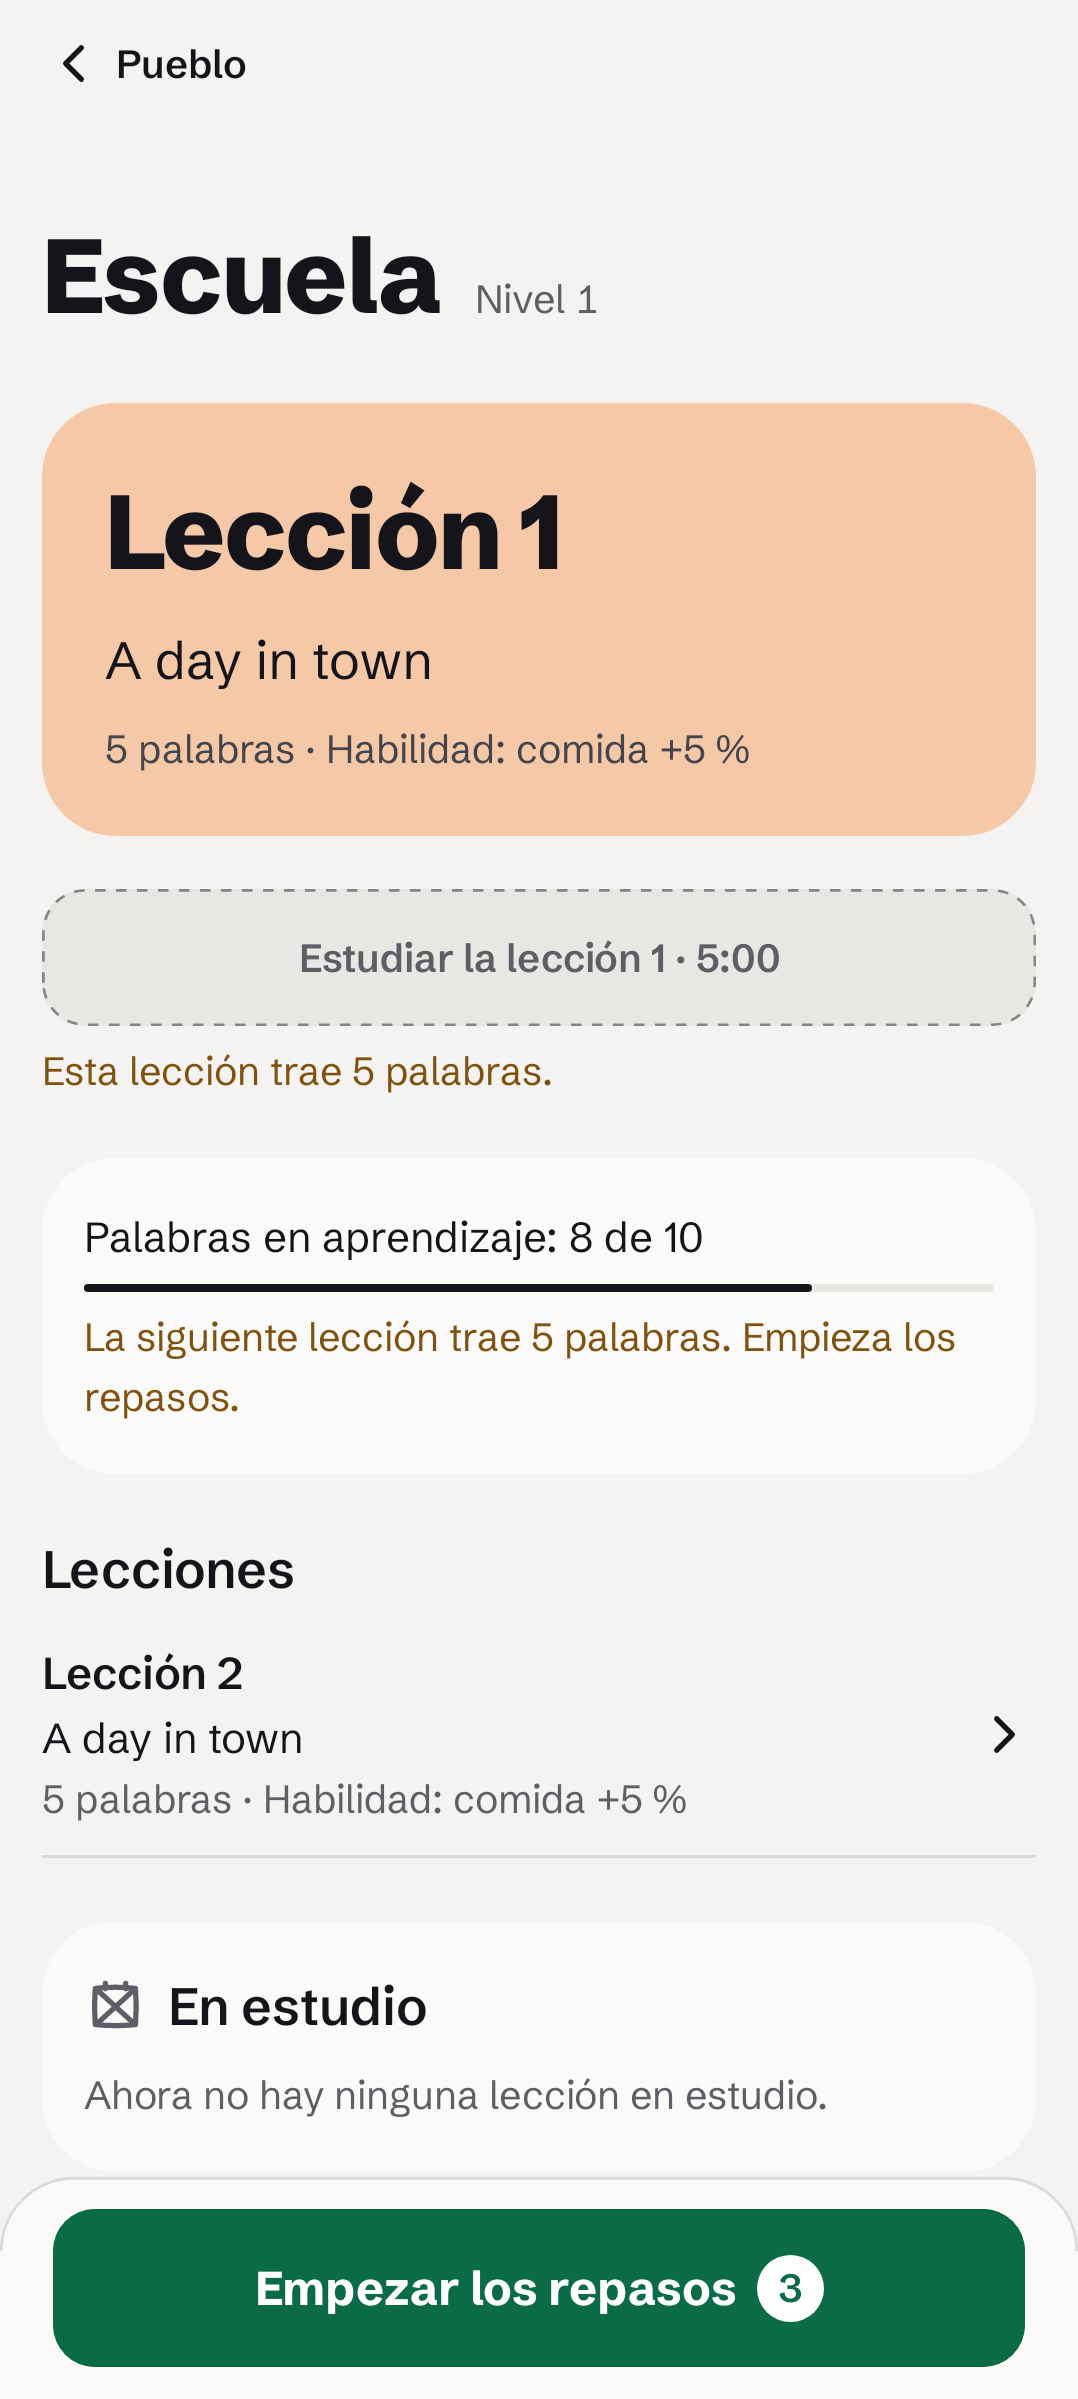 Pueblo
Escuela Nivel 1
Lección 1
A day in town
5 palabras · Habilidad: comida +5 %
Estudiar la lección 1 · 5:00
Esta lección trae 5 palabras.
Palabras en aprendizaje: 8 de 10
La siguiente lección trae 5 palabras. Empieza los
repasos.
Lecciones
Lección 2
A day in town
5 palabras · Habilidad: comida +5 %
En estudio
Ahora no hay ninguna lección en estudio.
Empezar los repasos 3